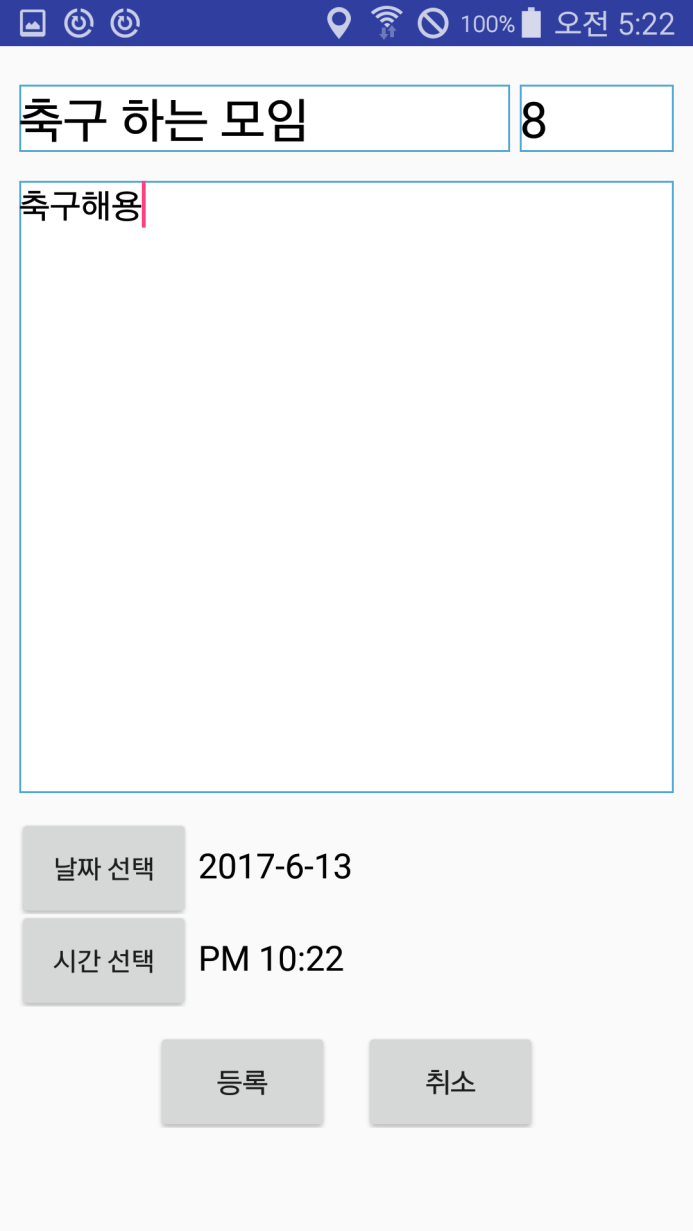 100% 오전 5:22
축구 하는 모임 8
축구해용
날짜 선택 2017-6-13
시간 선택 PM 10:22
등록 취소